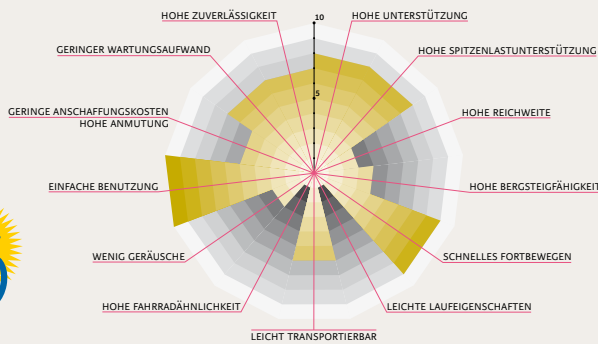 HOHE ZUVERLÄSSIGKEIT
10
HOHE UNTERSTÜTZUNG
GERINGER WARTUNGSAUFWAND
HOHE SPITZENLASTUNTERSTÜTZUNG
5
GERINGE ANSCHAFFUNGSKOSTEN
HOHE ANMUTUNG
HOHE REICHWEITE
EINFACHE BENUTZUNG
HOHE BERGSTEIGFÄHIGKEIT
WENIG GERÄUSCHE
SCHNELLES FORTBEWEGEN
HOHE FAHRRADÄHNLICHKEIT
LEICHTE LAUFEIGENSCHAFTEN
LEICHT TRANSPORTIERBAR